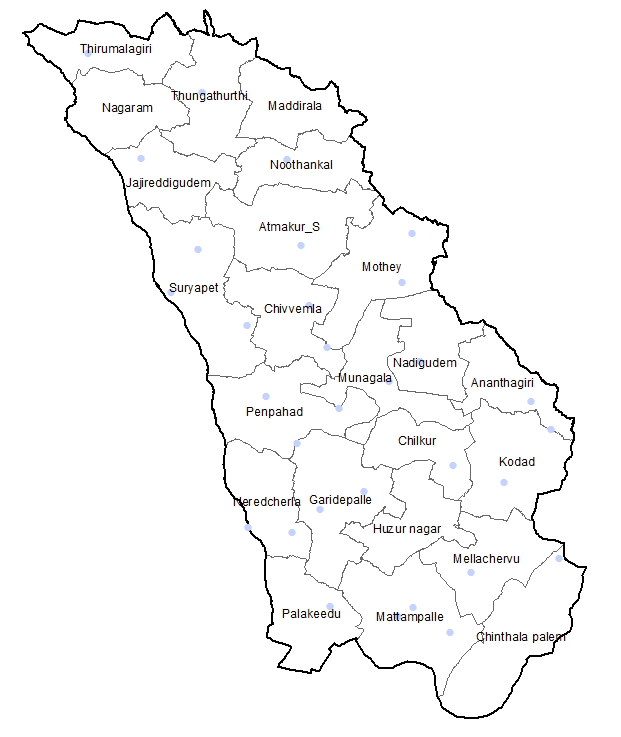 Thirumalagiri
Thungathurthi
Nagaram
Maddirala
Noothankal
Jajireddigudem
Atmakur_S
Mothey
Suryapet
Chivvemla
Nadigudem
Munagala
Ananthagiri
Penpahad
Chilkur
Kodad
Neredcherla
Garidepalle
Huzur nagar
Mellachervu
Palakeedu
Mattampalle
Chinthala palem